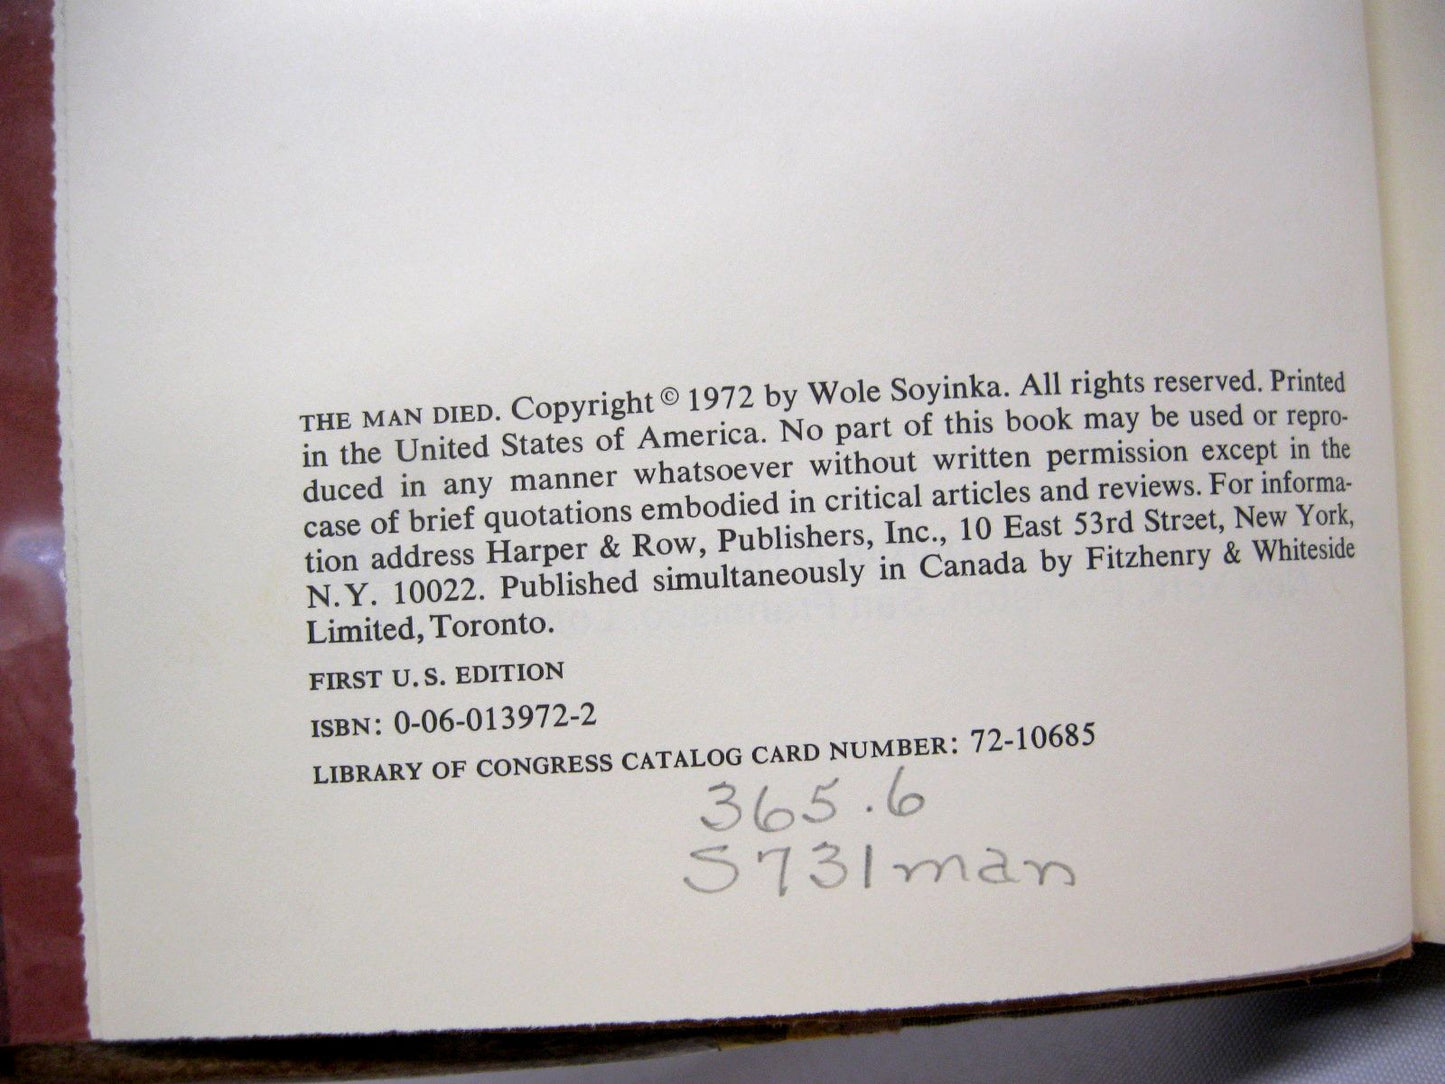 THE MAN DIED. Copyright © 1972 by Wole Soyinka. All rights reserved. Printed
in the United States of America. No part of this book may be used or repro-
duced in any manner whatsoever without written permission except in the
case of brief quotations embodied in critical articles and reviews. For informa-
tion address Harper & Row, Publishers, Inc., 10 East 53rd Street, New York,
N.Y. 10022. Published simultaneously in Canada by Fitzhenry & Whiteside
Limited, Toronto.
FIRST U.S. EDITION
ISBN: 0-06-013972-2
LIBRARY OF CONGRESS CATALOG CARD NUMBER: 72-10685
365.6
S731man